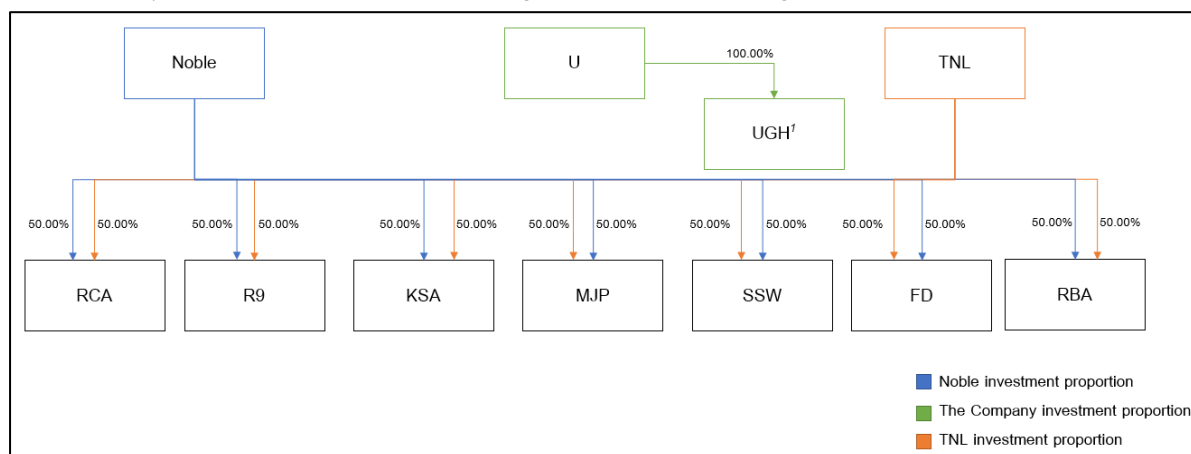 Noble
U
100.00%
TNL
UGH¹
50.00% 50.00% 50.00% 50.00% 50.00% 50.00% 50.00% 50.00% 50.00% 50.00% 50.00% 50.00% 50.00% 50.00%
RCA R9 KSA MJP SSW FD RBA
Noble investment proportion
The Company investment proportion
TNL investment proportion